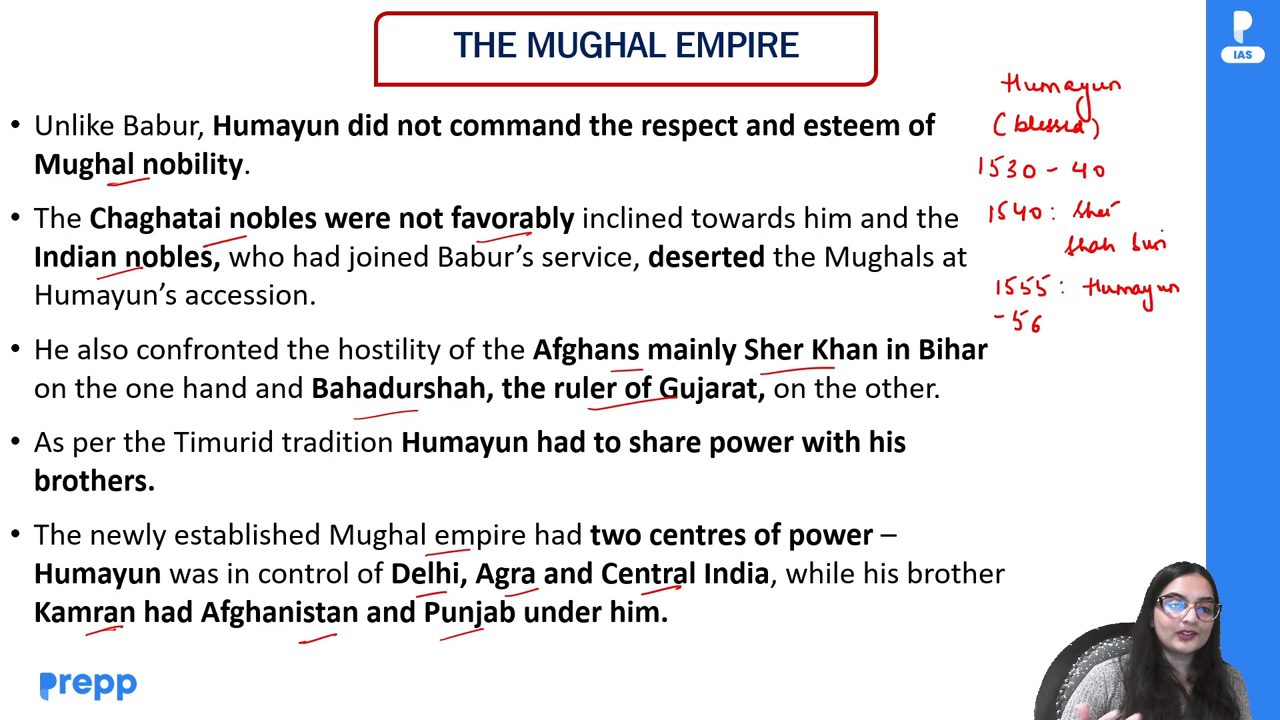 THE MUGHAL EMPIRE
P
IAS
• Unlike Babur, Humayun did not command the respect and esteem of
Mughal nobility.
• The Chaghatai nobles were not favorably inclined towards him and the
Indian nobles, who had joined Babur's service, deserted the Mughals at
Humayun's accession.
• He also confronted the hostility of the Afghans mainly Sher Khan in Bihar
on the one hand and Bahadurshah, the ruler of Gujarat, on the other.
• As per the Timurid tradition Humayun had to share power with his
brothers.
• The newly established Mughal empire had two centres of power –
Humayun was in control of Delhi, Agra and Central India, while his brother
Kamran had Afghanistan and Punjab under him.
Humayun
(blessed)
1530 - 40
1540 : Sher
Shah Suri
1555 : Humayun
- 56
prepp